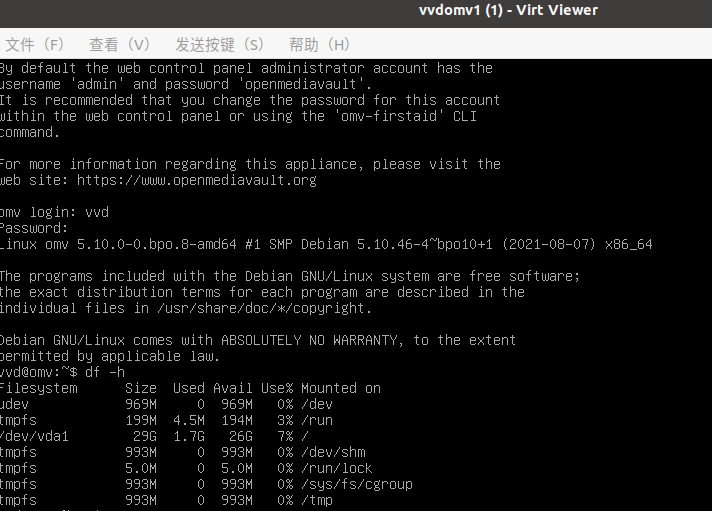 vvdomv1 (1) - Virt Viewer
文件（F） 查看（V） 发送按键（S） 帮助（H）
By default the web control panel administrator account has the
username 'admin' and password 'openmediavault'.
It is recommended that you change the password for this account
within the web control panel or using the 'omv-firstaid' CLI
command.
For more information regarding this appliance, please visit the
web site: https://www.openmediavault.org
omv login: vvd
Password:
Linux omv 5.10.0-0.bpo.8-amd64 #1 SMP Debian 5.10.46-4~bpo10+1 (2021-08-07) x86_64
The programs included with the Debian GNU/Linux system are free software;
the exact distribution terms for each program are described in the
individual files in /usr/share/doc/*/copyright.
Debian GNU/Linux comes with ABSOLUTELY NO WARRANTY, to the extent
permitted by applicable law.
vvd@omv:~$ df -h
Filesystem Size Used Avail Use% Mounted on
udev 969M 0 969M 0% /dev
tmpfs 199M 4.5M 194M 3% /run
/dev/vda1 29G 1.7G 26G 7% /
tmpfs 993M 0 993M 0% /dev/shm
tmpfs 5.0M 0 5.0M 0% /run/lock
tmpfs 993M 0 993M 0% /sys/fs/cgroup
tmpfs 993M 0 993M 0% /tmp